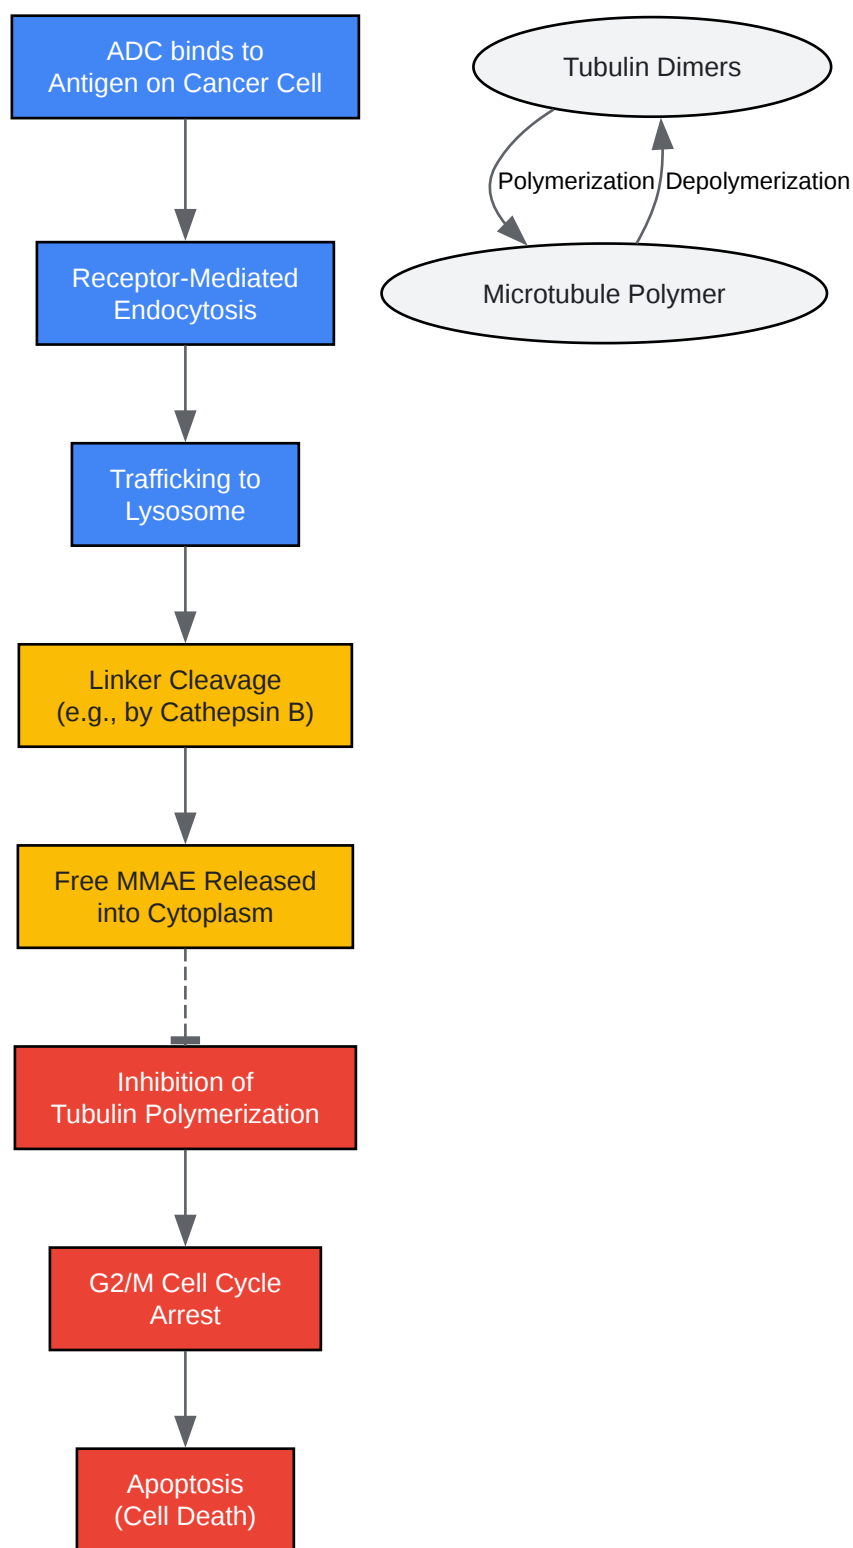 ADC binds to
Antigen on Cancer Cell
Receptor-Mediated
Endocytosis
Trafficking to
Lysosome
Linker Cleavage
(e.g., by Cathepsin B)
Free MMAE Released
into Cytoplasm
Inhibition of
Tubulin Polymerization
G2/M Cell Cycle
Arrest
Apoptosis
(Cell Death)
Tubulin Dimers
Polymerization
Depolymerization
Microtubule Polymer